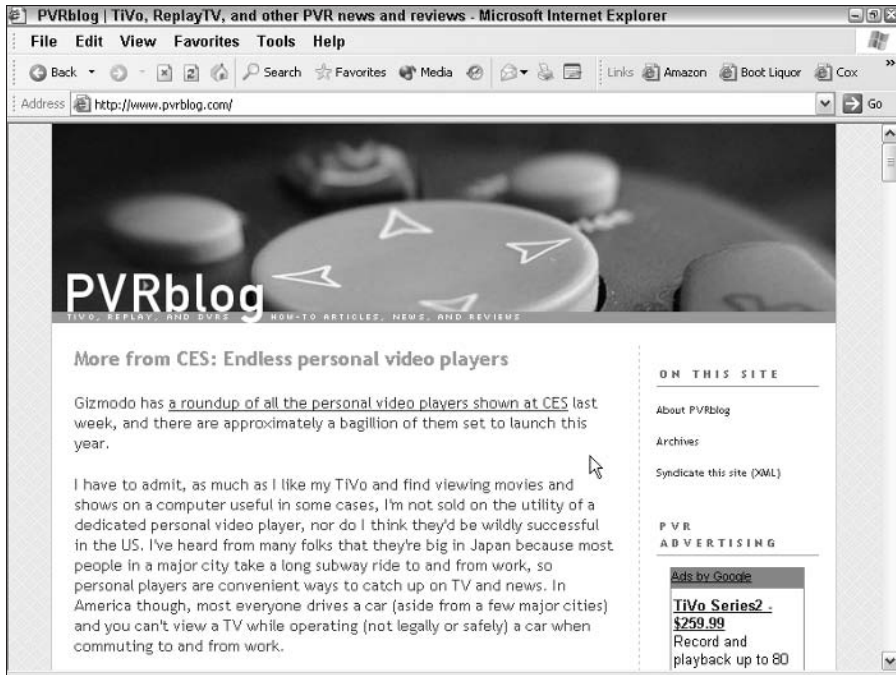 PVRblog | TiVo, ReplayTV, and other PVR news and reviews - Microsoft Internet Explorer
File Edit View Favorites Tools Help
Back Search Favorites Media Links Amazon Boot Liquor Cox »
Address http://www.pvrblog.com/ Go
PVRblog
TIVO, REPLAY, AND DVRS HOW-TO ARTICLES, NEWS, AND REVIEWS
More from CES: Endless personal video players
Gizmodo has a roundup of all the personal video players shown at CES last
week, and there are approximately a bagillion of them set to launch this
year.
I have to admit, as much as I like my TiVo and find viewing movies and
shows on a computer useful in some cases, I'm not sold on the utility of a
dedicated personal video player, nor do I think they'd be wildly successful
in the US. I've heard from many folks that they're big in Japan because most
people in a major city take a long subway ride to and from work, so
personal players are convenient ways to catch up on TV and news. In
America though, most everyone drives a car (aside from a few major cities)
and you can't view a TV while operating (not legally or safely) a car when
commuting to and from work.
ON THIS SITE
About PVRblog
Archives
Syndicate this site (XML)
PVR
ADVERTISING
Ads by Google
TiVo Series2 -
$259.99
Record and
playback up to 80